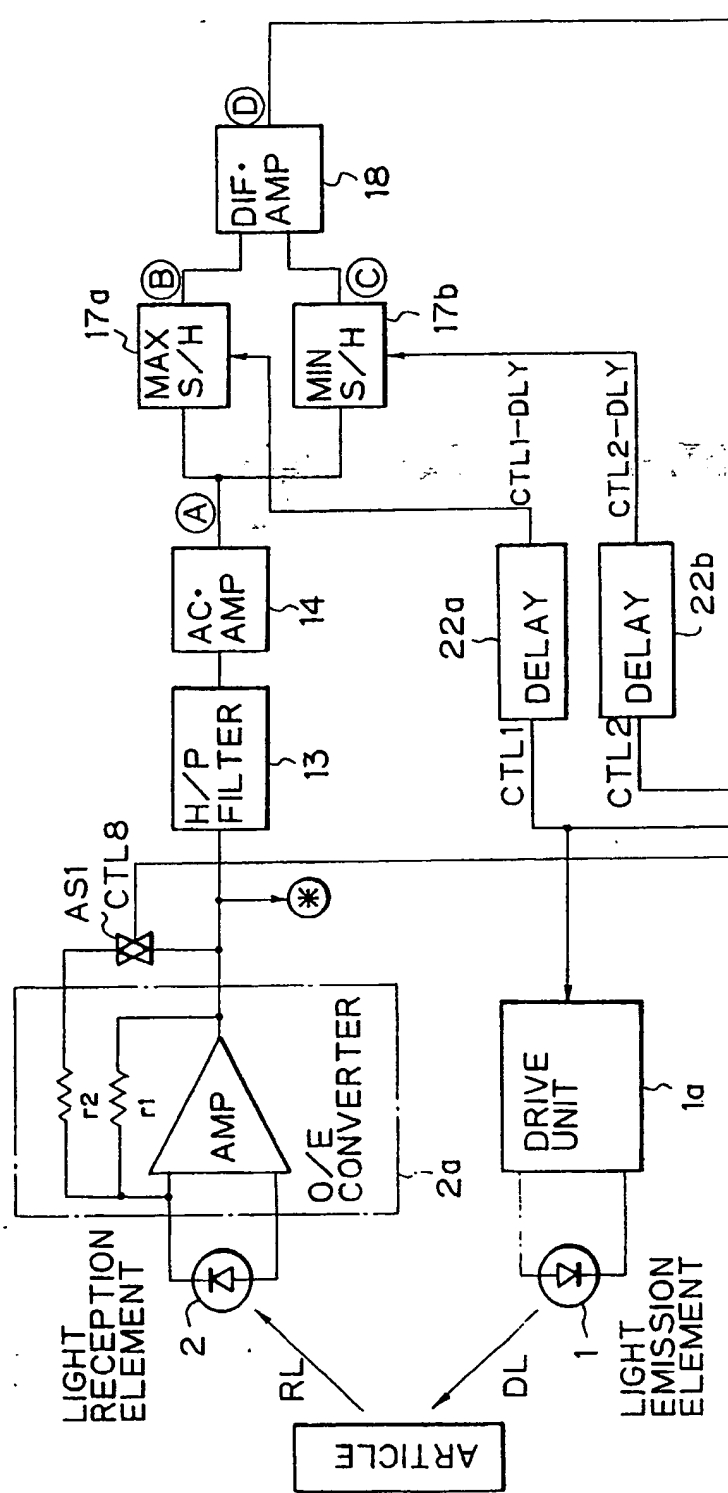 LIGHT
RECEPTION
ELEMENT
2
RL
ARTICLE
DL
1
LIGHT
EMISSION
ELEMENT
r2
r1
AMP
O/E
CONVERTER
2a
AS1
CTL8
*
H/P
FILTER
13
AC·
AMP
14
A
17a
MAX
S/H
B
MIN
S/H
17b
C
DIF·
AMP
18
D
DRIVE
UNIT
1a
CTL1
22a
DELAY
CTL1-DLY
CTL2
DELAY
22b
CTL2-DLY